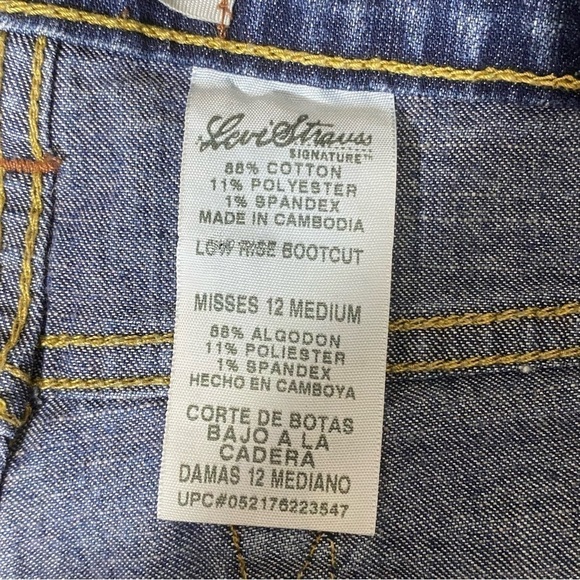 Levi Strauss
SIGNATURE™
88% COTTON
11% POLYESTER
1% SPANDEX
MADE IN CAMBODIA
LOW RISE BOOTCUT
MISSES 12 MEDIUM
88% ALGODON
11% POLIESTER
1% SPANDEX
HECHO EN CAMBOYA
CORTE DE BOTAS
BAJO A LA
CADERA
DAMAS 12 MEDIANO
UPC#052176223547